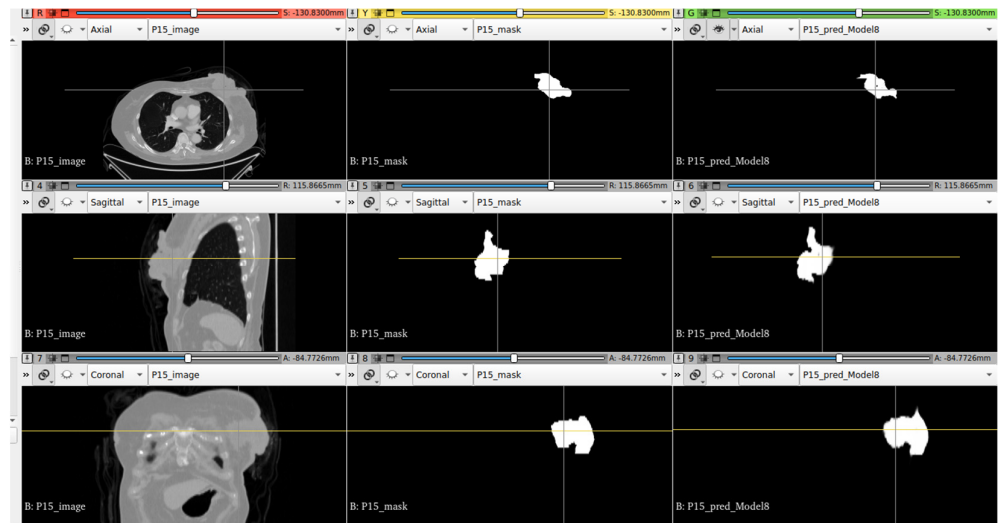 R S: -130.8300mm Y S: -130.8300mm G S: -130.8300mm
» Axial P15_image » Axial P15_mask » Axial P15_pred_Model8
B: P15_image B: P15_mask B: P15_pred_Model8
4 R: 115.8665mm 5 R: 115.8665mm 6 R: 115.8665mm
» Sagittal P15_image » Sagittal P15_mask » Sagittal P15_pred_Model8
B: P15_image B: P15_mask B: P15_pred_Model8
7 A: -84.7726mm 8 A: -84.7726mm 9 A: -84.7726mm
» Coronal P15_image » Coronal P15_mask » Coronal P15_pred_Model8
B: P15_image B: P15_mask B: P15_pred_Model8